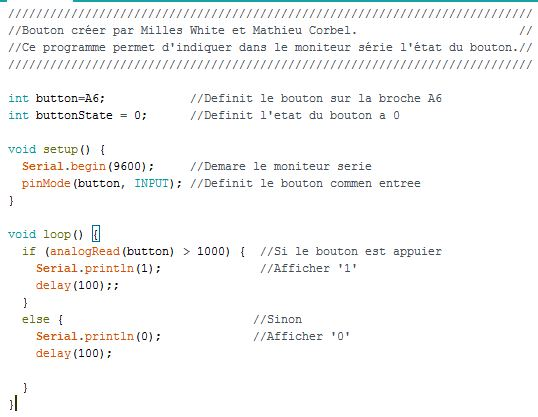 ///////////////////////////////////////////////////////////////////////////
//Bouton créer par Milles White et Mathieu Corbel.                       //
//Ce programme permet d'indiquer dans le moniteur série l'état du bouton.//
///////////////////////////////////////////////////////////////////////////

int button=A6;            //Definit le bouton sur la broche A6
int buttonState = 0;      //Definit l'etat du bouton a 0

void setup() {
  Serial.begin(9600);     //Demare le moniteur serie
  pinMode(button, INPUT); //Definit le bouton commen entree
}

void loop() {
  if (analogRead(button) > 1000) {  //Si le bouton est appuier
    Serial.println(1);              //Afficher '1'
    delay(100);;
  }
  else {                           //Sinon
    Serial.println(0);             //Afficher '0'
    delay(100);

  }
}